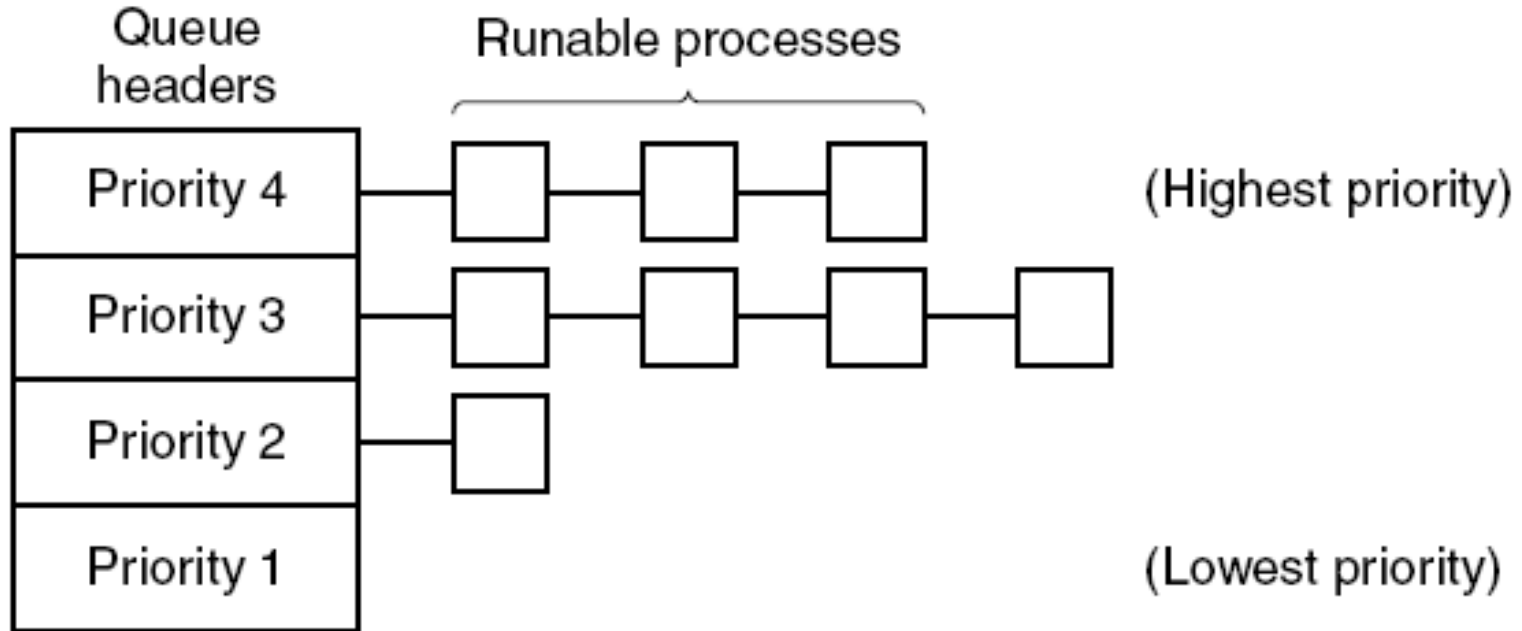 Queue
headers
Runable processes
Priority 4
(Highest priority)
Priority 3
Priority 2
Priority 1
(Lowest priority)